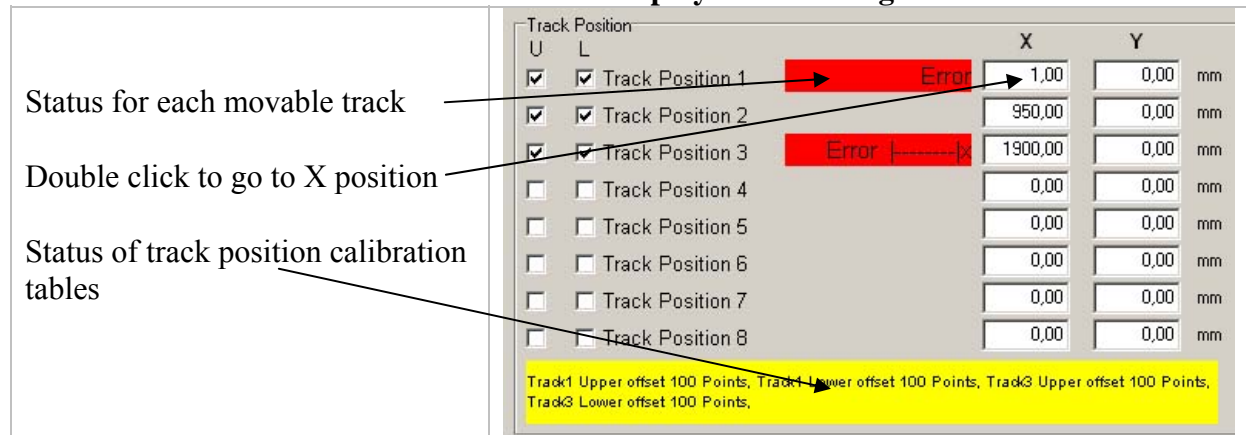 Status for each movable track
Double click to go to X position
Status of track position calibration
tables
Track Position
U L X Y
Track Position 1 Error 1,00 0,00 mm
Track Position 2 950,00 0,00 mm
Track Position 3 Error |--------|x 1900,00 0,00 mm
Track Position 4 0,00 0,00 mm
Track Position 5 0,00 0,00 mm
Track Position 6 0,00 0,00 mm
Track Position 7 0,00 0,00 mm
Track Position 8 0,00 0,00 mm
Track1 Upper offset 100 Points, Track1 Lower offset 100 Points, Track3 Upper offset 100 Points,
Track3 Lower offset 100 Points,